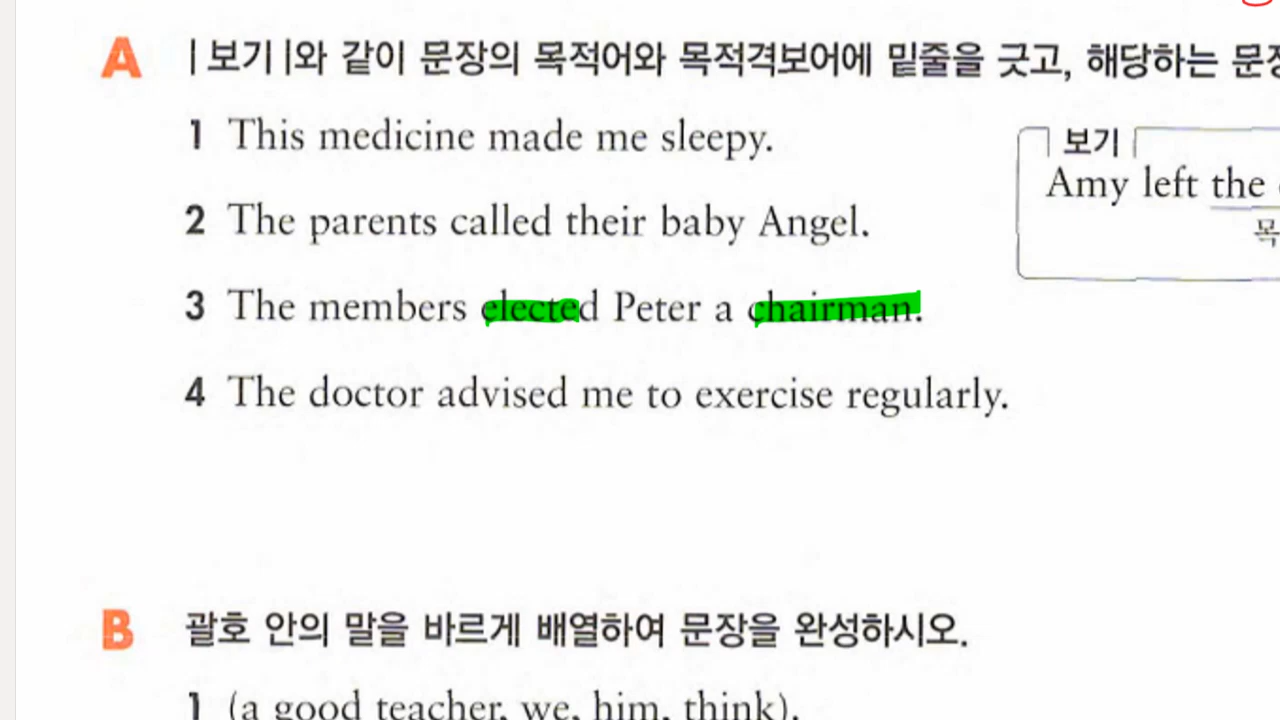 A |보기|와 같이 문장의 목적어와 목적격보어에 밑줄을 긋고, 해당하는
1 This medicine made me sleepy.
보기
Amy left the
2 The parents called their baby Angel.
3 The members elected Peter a chairman.
4 The doctor advised me to exercise regularly.
B 괄호 안의 말을 바르게 배열하여 문장을 완성하시오.
1 (a good teacher, we, him, think).